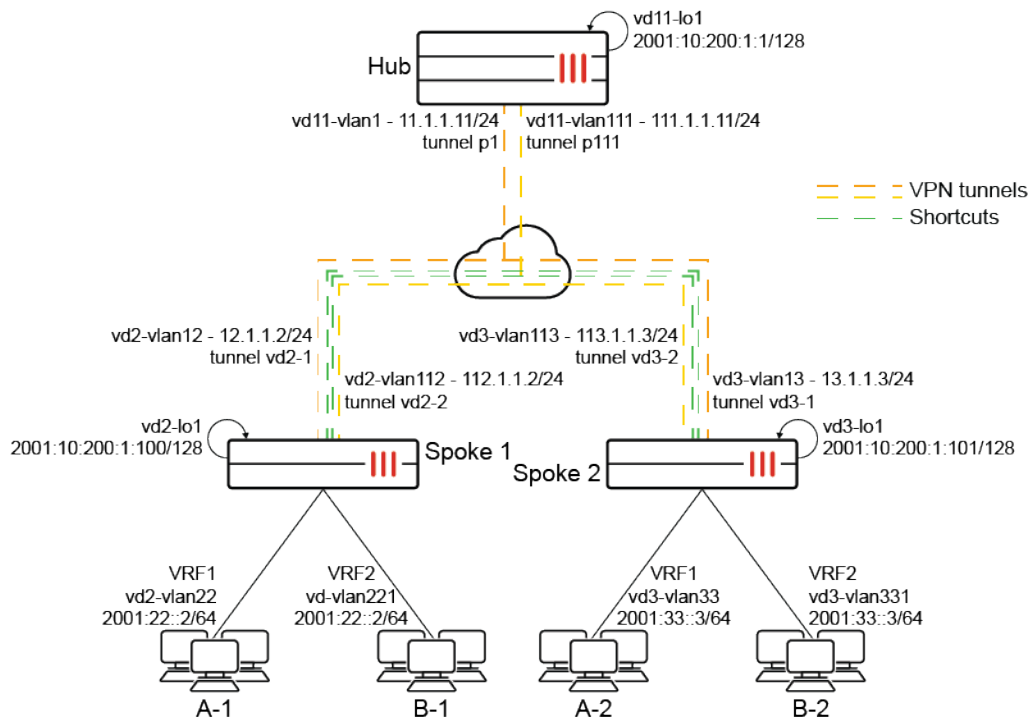 vd11-lo1
2001:10:200:1:1/128
Hub
vd11-vlan1 - 11.1.1.11/24
tunnel p1
vd11-vlan111 - 111.1.1.11/24
tunnel p111
VPN tunnels
Shortcuts
vd2-vlan12 - 12.1.1.2/24
tunnel vd2-1
vd3-vlan113 - 113.1.1.3/24
tunnel vd3-2
vd2-vlan112 - 112.1.1.2/24
tunnel vd2-2
vd3-vlan13 - 13.1.1.3/24
tunnel vd3-1
vd2-lo1
2001:10:200:1:100/128
Spoke 1
Spoke 2
vd3-lo1
2001:10:200:1:101/128
VRF1
vd2-vlan22
2001:22::2/64
VRF2
vd-vlan221
2001:22::2/64
VRF1
vd3-vlan33
2001:33::3/64
VRF2
vd3-vlan331
2001:33::3/64
A-1
B-1
A-2
B-2